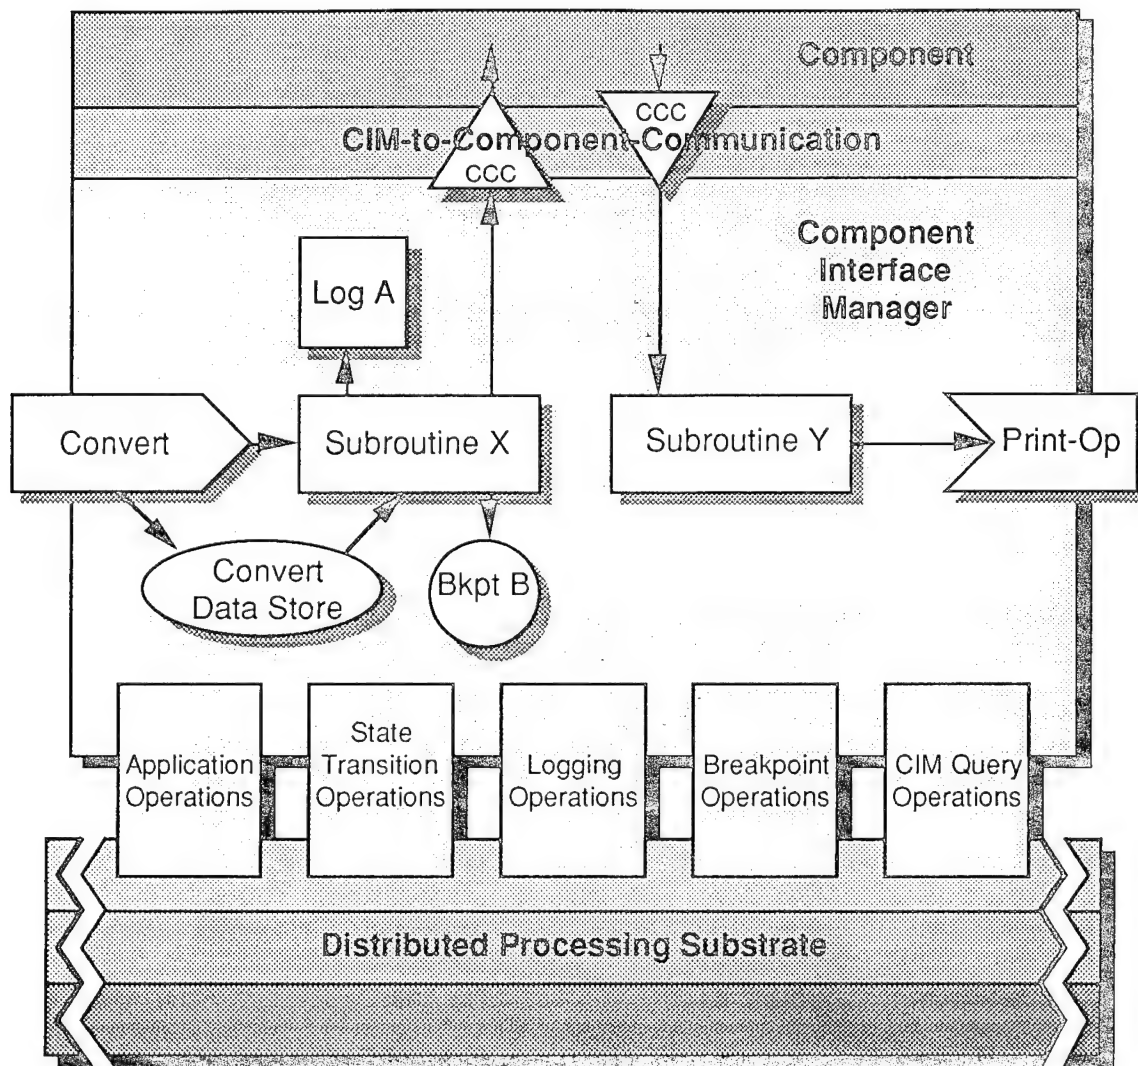 Component
CCC
CIM-to-Component-Communication
CCC
Component
Interface
Manager
Log A
Convert
Subroutine X
Subroutine Y
Print-Op
Convert
Data Store
Bkpt B
Application
Operations
State
Transition
Operations
Logging
Operations
Breakpoint
Operations
CIM Query
Operations
Distributed Processing Substrate